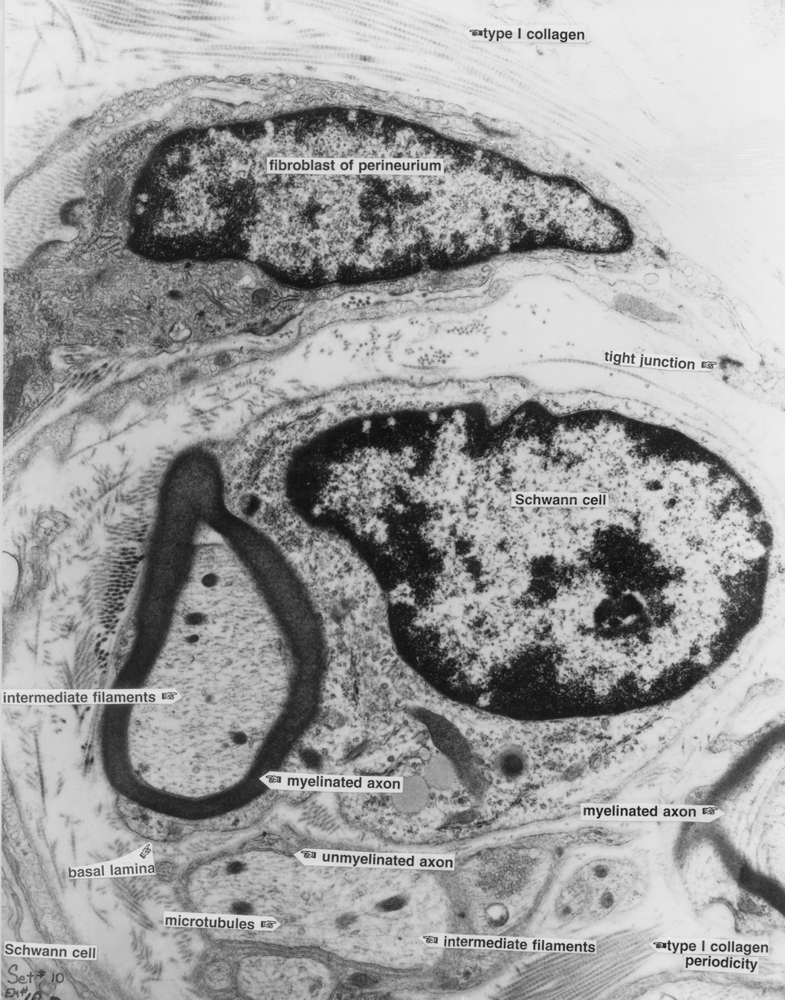 type I collagen
fibroblast of perineurium
tight junction
Schwann cell
intermediate filaments
myelinated axon
myelinated axon
basal lamina
unmyelinated axon
microtubules
intermediate filaments
Schwann cell
type I collagen
periodicity
Set # 10
EM#